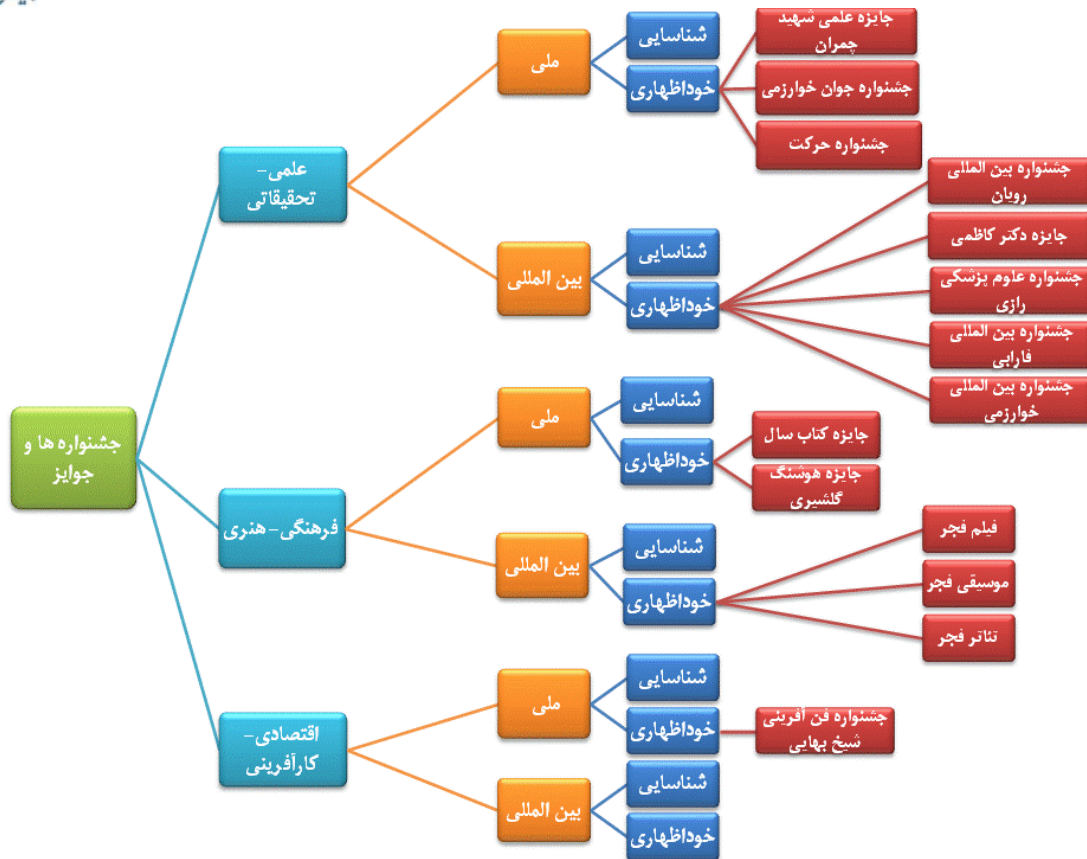 جشنواره ها و
جوایز
علمی-
تحقیقاتی
ملی
شناسایی
خوداظهاری
جایزه علمی شهید
چمران
جشنواره جوان خوارزمی
جشنواره حرکت
بین المللی
شناسایی
خوداظهاری
جشنواره بین المللی
رویان
جایزه دکتر کاظمی
جشنواره علوم پزشکی
رازی
جشنواره بین المللی
فارابی
جشنواره بین المللی
خوارزمی
فرهنگی-هنری
ملی
شناسایی
خوداظهاری
جایزه کتاب سال
جایزه هوشنگ
گلشیری
بین المللی
شناسایی
خوداظهاری
فیلم فجر
موسیقی فجر
تئاتر فجر
اقتصادی-
کارآفرینی
ملی
شناسایی
خوداظهاری
جشنواره فن آفرینی
شیخ بهایی
بین المللی
شناسایی
خوداظهاری